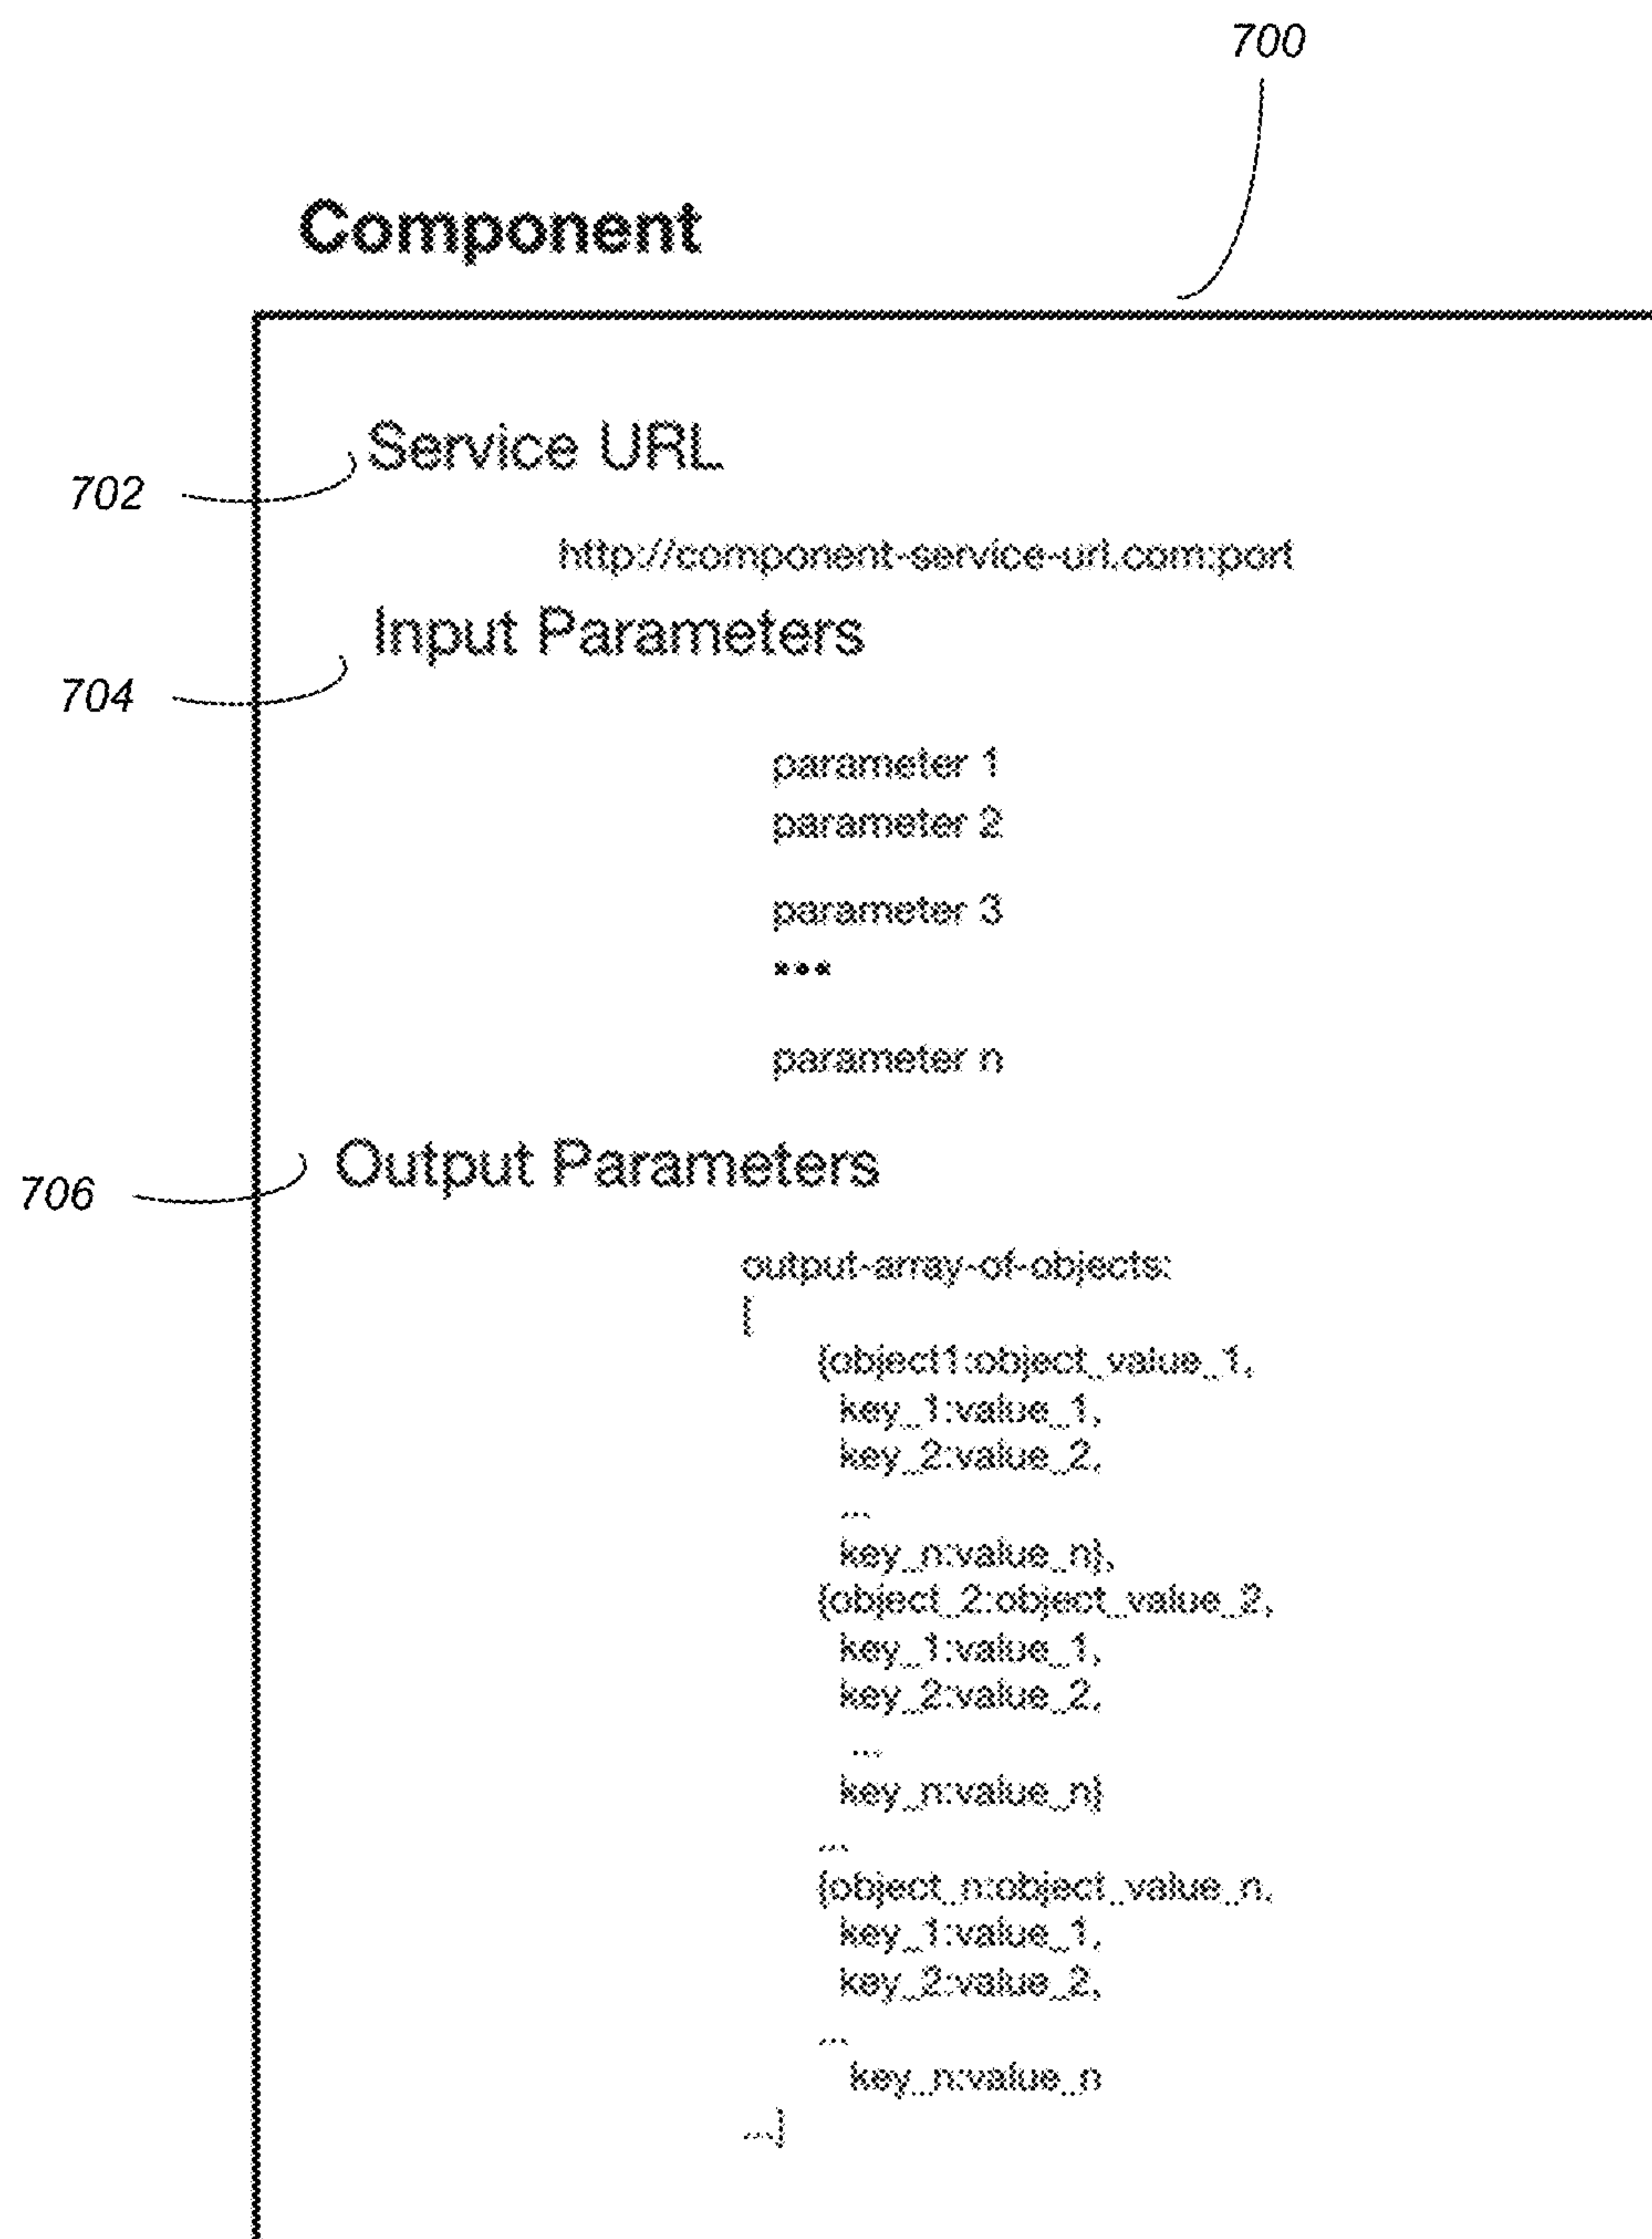 700
Component
Service URL
702
http://component-service-url.com:port
Input Parameters
704
parameter 1
parameter 2
parameter 3
...
parameter n
Output Parameters
706
output-array-of-objects:
[
{object1:object_value_1,
key_1:value_1,
key_2:value_2,
...
key_n:value_n},
{object_2:object_value_2,
key_1:value_1,
key_2:value_2,
...
key_n:value_n}
...
{object_n:object_value_n,
key_1:value_1,
key_2:value_2,
...
key_n:value_n
...]